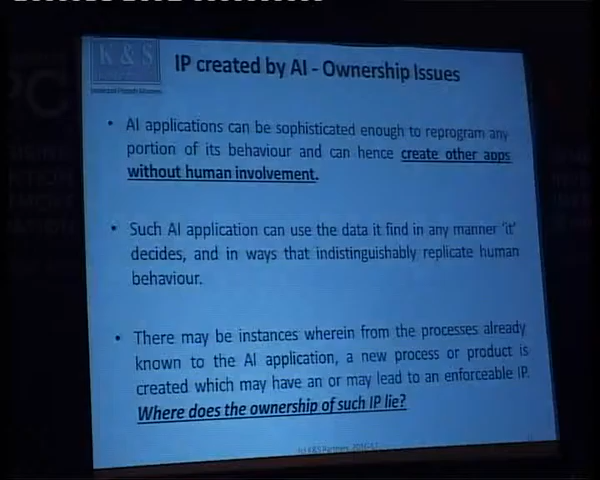 K & S
IP created by AI - Ownership Issues
• AI applications can be sophisticated enough to reprogram any
portion of its behaviour and can hence create other apps
without human involvement.
• Such AI application can use the data it find in any manner 'it'
decides, and in ways that indistinguishably replicate human
behaviour.
• There may be instances wherein from the processes already
known to the AI application, a new process or product is
created which may have an or may lead to an enforceable IP.
Where does the ownership of such IP lie?